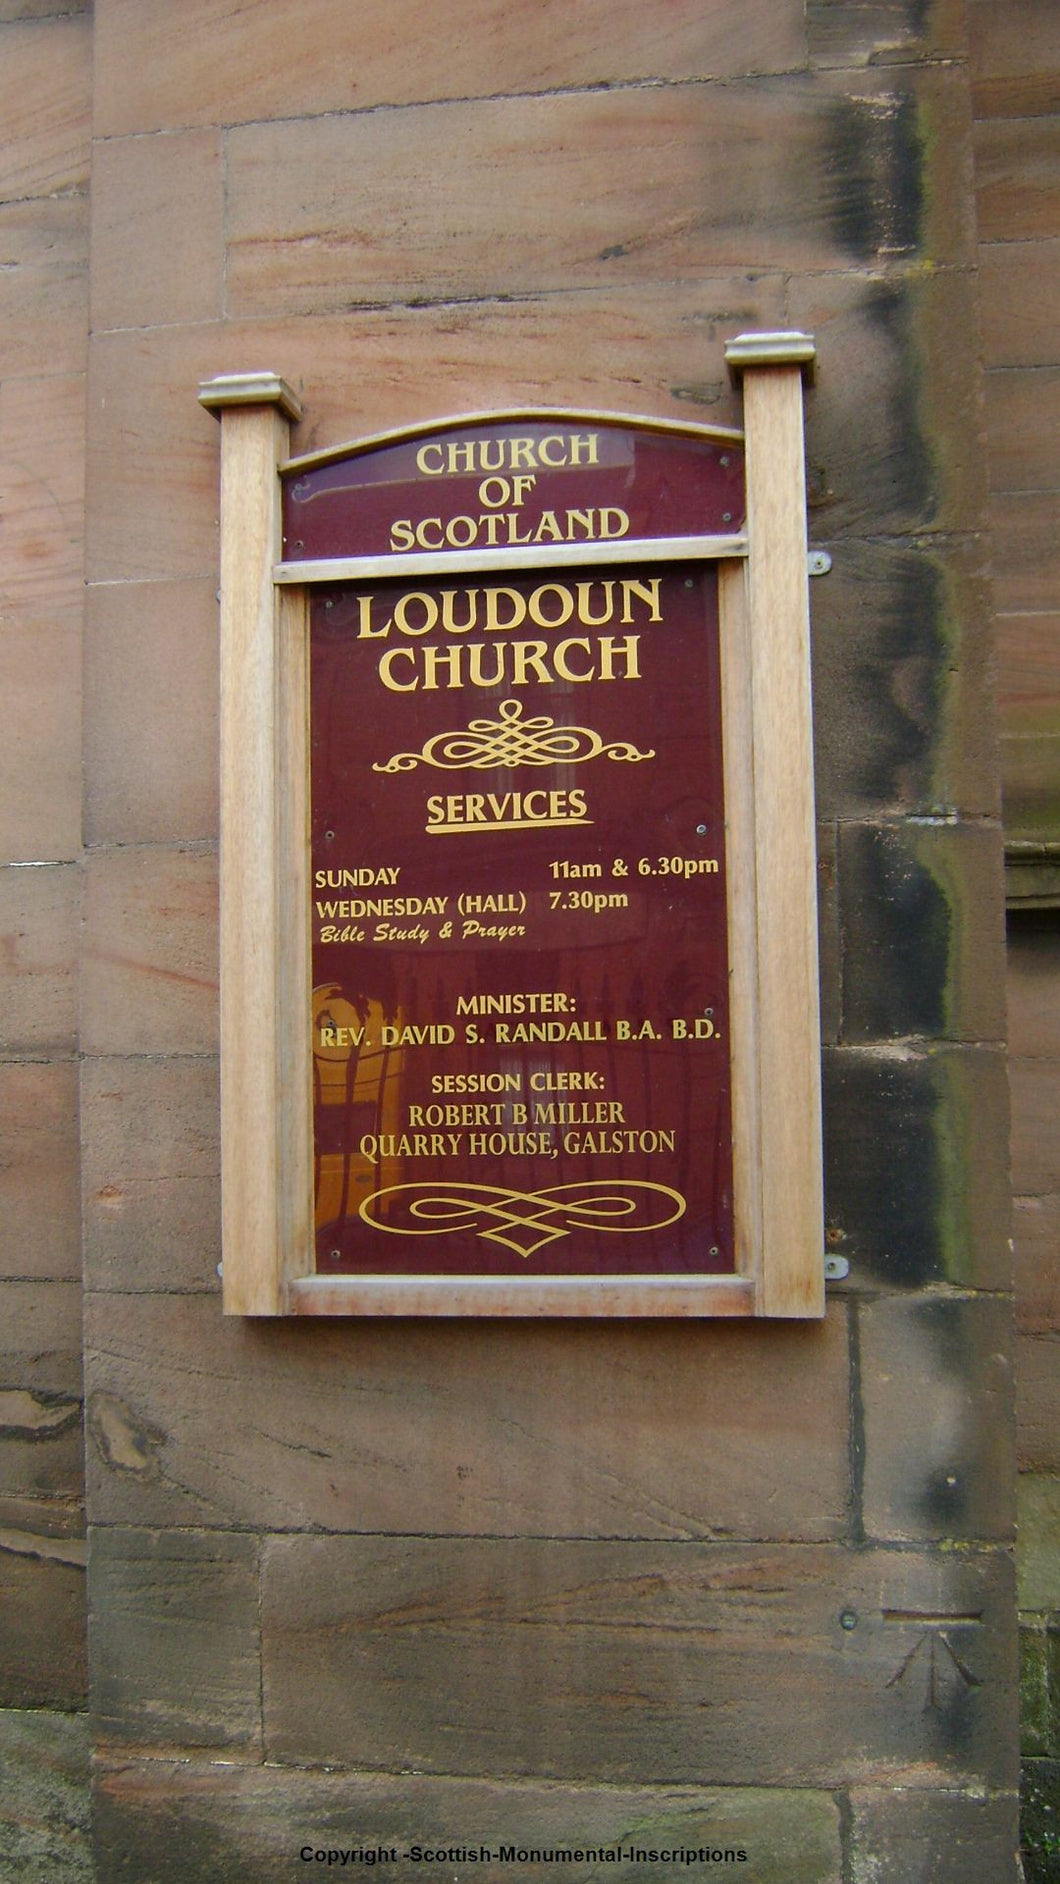 CHURCH
OF
SCOTLAND
LOUDOUN
CHURCH
SERVICES
SUNDAY 11am & 6.30pm
WEDNESDAY (HALL) 7.30pm
Bible Study & Prayer
MINISTER:
REV. DAVID S. RANDALL B.A. B.D.
SESSION CLERK:
ROBERT B MILLER
QUARRY HOUSE, GALSTON
Copyright -Scottish-Monumental-Inscriptions